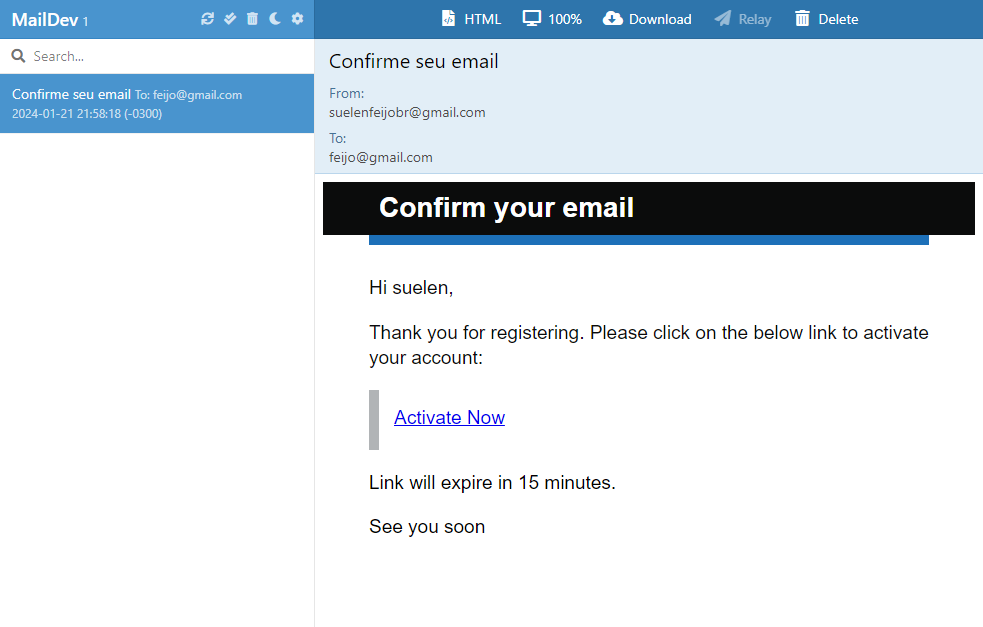 MailDev 1
HTML 100% Download Relay Delete
Search...
Confirme seu email To: feijo@gmail.com
2024-01-21 21:58:18 (-0300)
Confirme seu email
From:
suelenfeijobr@gmail.com
To:
feijo@gmail.com
Confirm your email
Hi suelen,
Thank you for registering. Please click on the below link to activate
your account:
Activate Now
Link will expire in 15 minutes.
See you soon